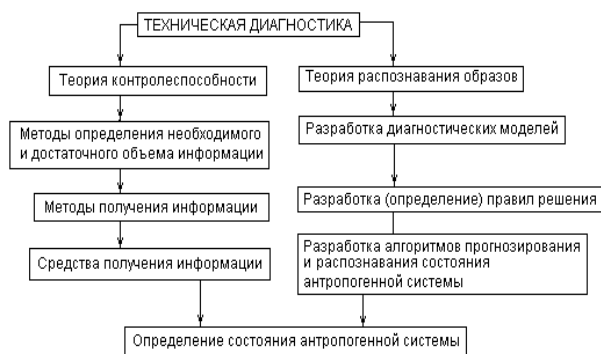 ТЕХНИЧЕСКАЯ ДИАГНОСТИКА
Теория контролеспособности
Методы определения необходимого
и достаточного объема информации
Методы получения информации
Средства получения информации
Теория распознавания образов
Разработка диагностических моделей
Разработка (определение) правил решения
Разработка алгоритмов прогнозирования
и распознавания состояния
антропогенной системы
Определение состояния антропогенной системы